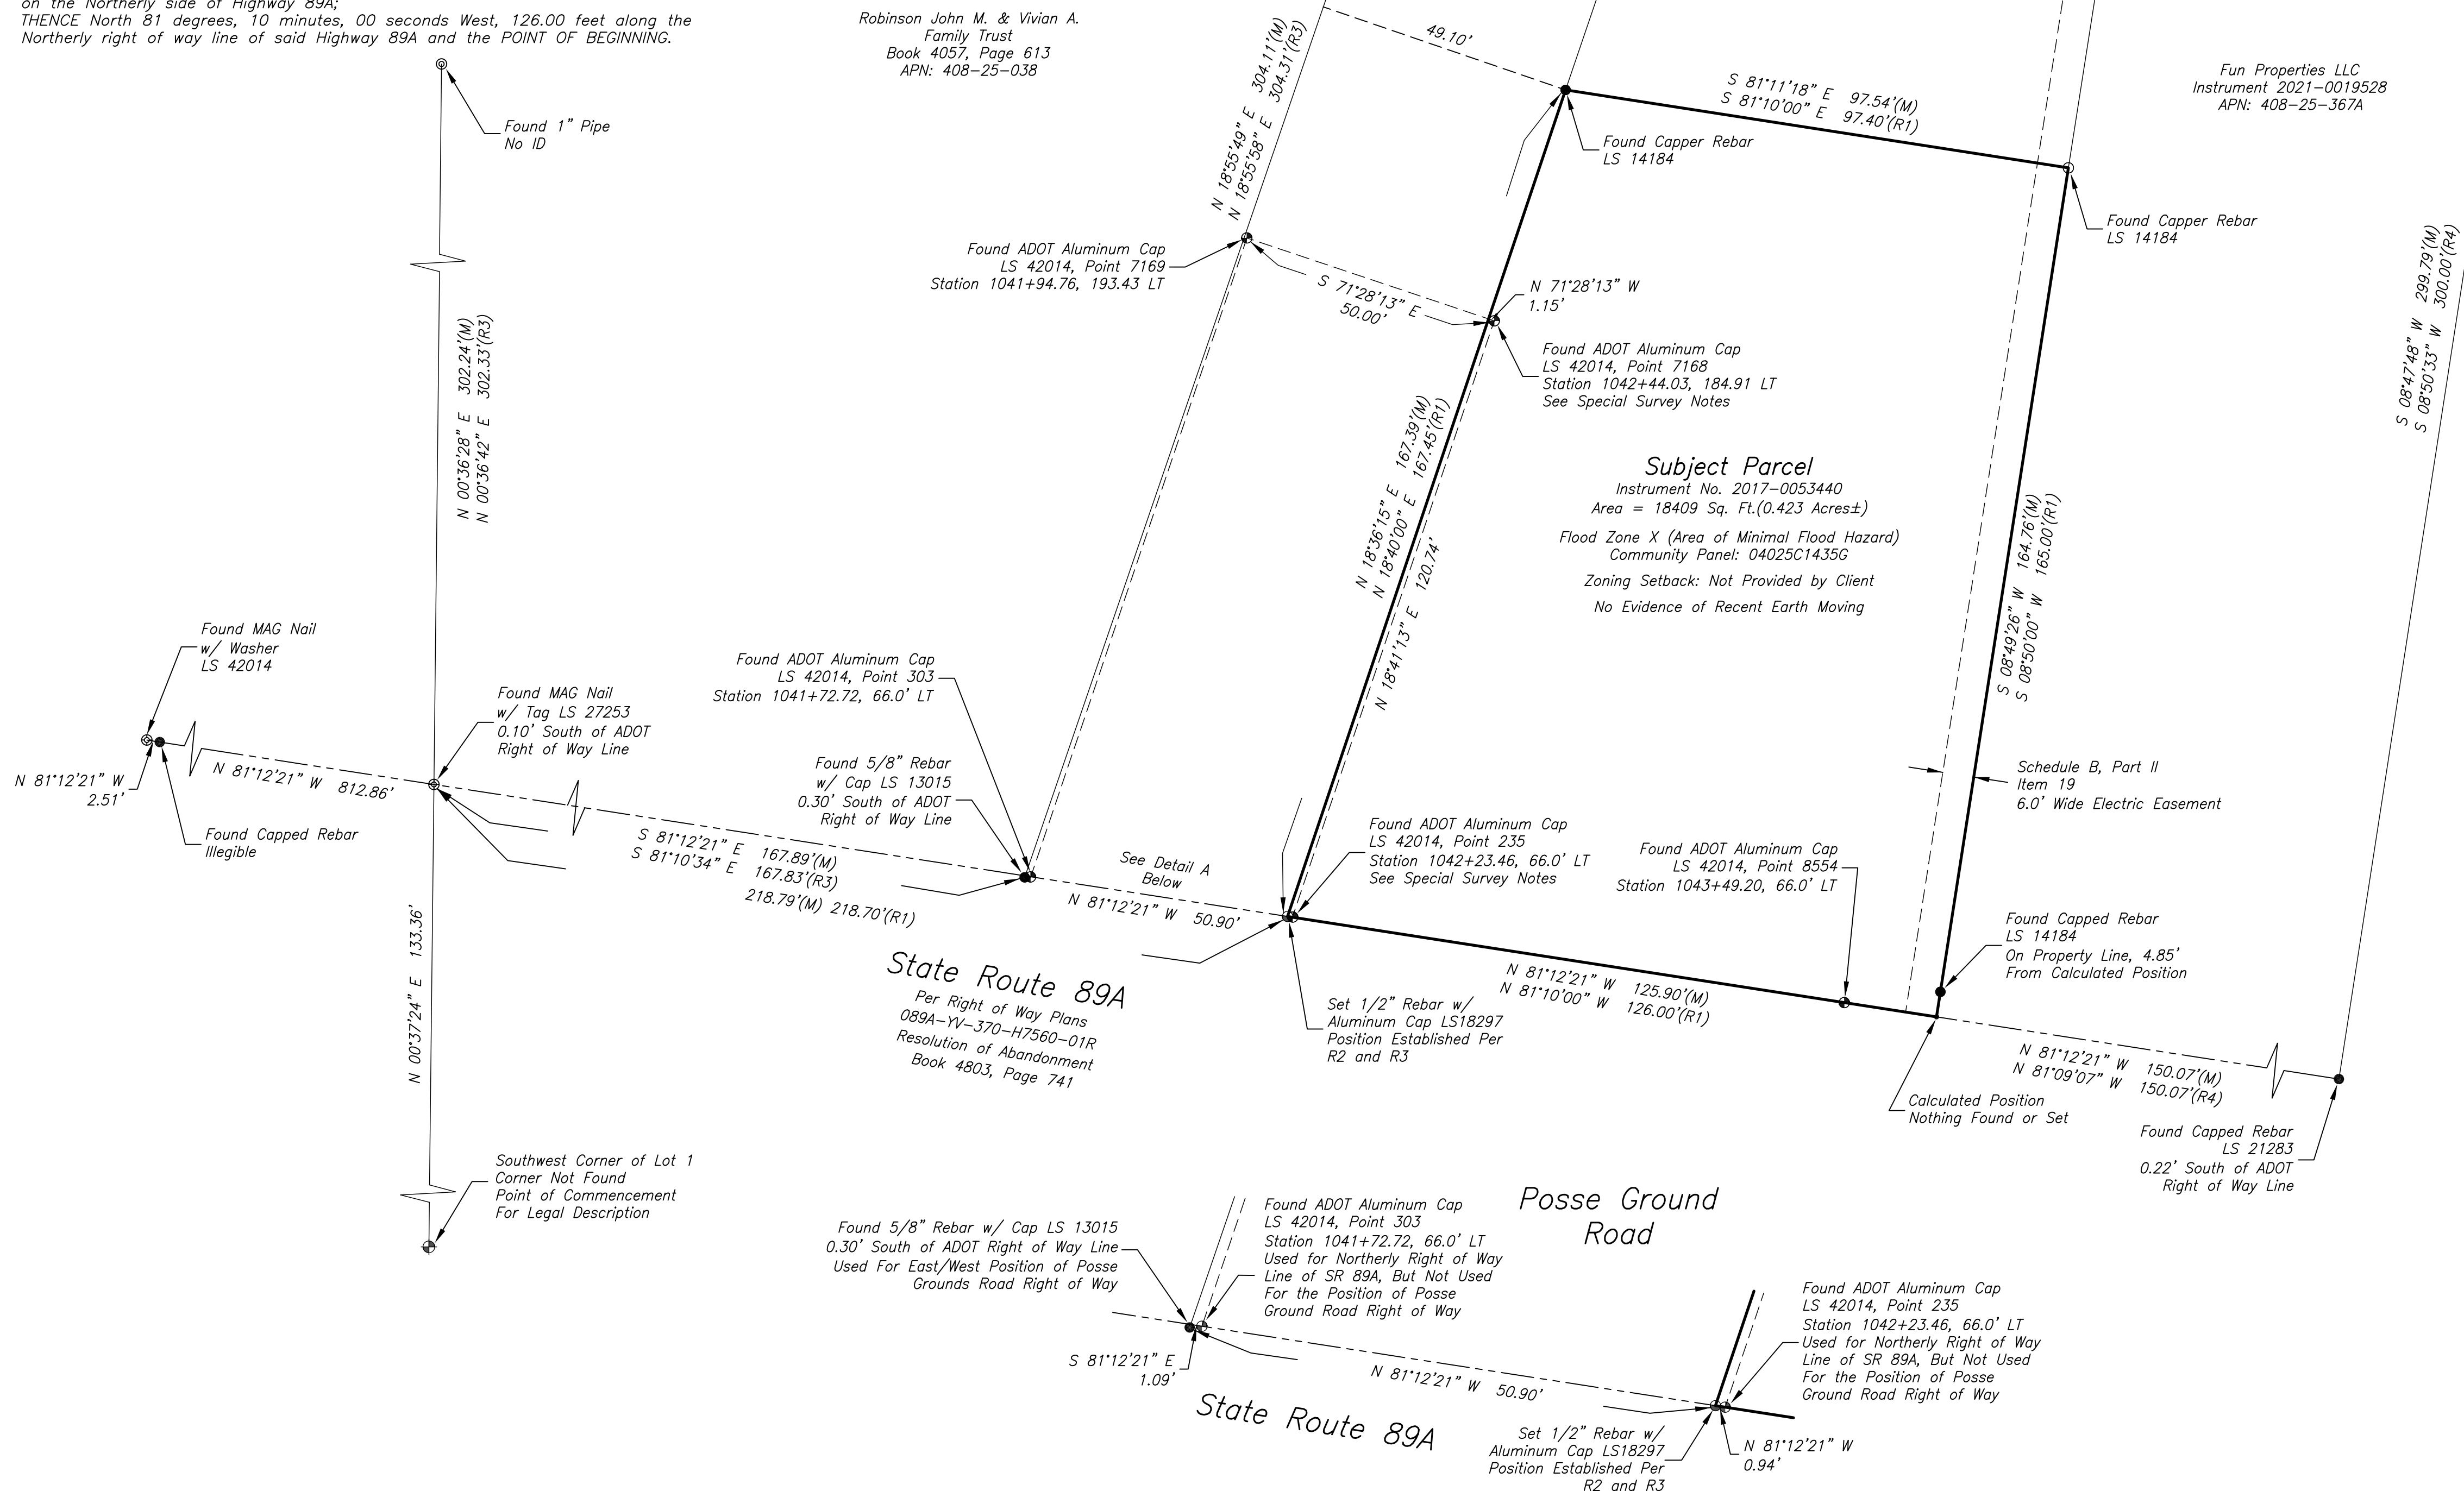 on the Northerly side of Highway 89A;
THENCE North 81 degrees, 10 minutes, 00 seconds West, 126.00 feet along the
Northerly right of way line of said Highway 89A and the POINT OF BEGINNING.
Robinson John M. & Vivian A.
Family Trust
Book 4057, Page 613
APN: 408-25-038
49.10'
N 18°55'49" E 304.11'(M)
N 18°55'58" E 304.31'(R3)
S 81°11'18" E 97.54'(M)
S 81°10'00" E 97.40'(R1)
Fun Properties LLC
Instrument 2021-0019528
APN: 408-25-367A
Found 1" Pipe
No ID
Found Capper Rebar
LS 14184
Found Capper Rebar
LS 14184
Found ADOT Aluminum Cap
LS 42014, Point 7169
Station 1041+94.76, 193.43 LT
S 71°28'13" E
50.00'
N 71°28'13" W
1.15'
Found ADOT Aluminum Cap
LS 42014, Point 7168
Station 1042+44.03, 184.91 LT
See Special Survey Notes
S 08°47'48" W 299.79'(M)
S 08°50'33" W 300.00'(R4)
N 00°36'28" E 302.24'(M)
N 00°36'42" E 302.33'(R3)
N 18°36'15" E 167.39'(M)
N 18°40'00" E 167.45'(R1)
N 18°41'13" E 120.74'
Subject Parcel
Instrument No. 2017-0053440
Area = 18409 Sq. Ft.(0.423 Acres±)
Flood Zone X (Area of Minimal Flood Hazard)
Community Panel: 04025C1435G
Zoning Setback: Not Provided by Client
No Evidence of Recent Earth Moving
S 08°49'26" W 164.76'(M)
S 08°50'00" W 165.00'(R1)
Found MAG Nail
w/ Washer
LS 42014
Found MAG Nail
w/ Tag LS 27253
0.10' South of ADOT
Right of Way Line
Found ADOT Aluminum Cap
LS 42014, Point 303
Station 1041+72.72, 66.0' LT
Found 5/8" Rebar
w/ Cap LS 13015
0.30' South of ADOT
Right of Way Line
N 81°12'21" W
2.51'
N 81°12'21" W 812.86'
Found Capped Rebar
Illegible
S 81°12'21" E 167.89'(M)
S 81°10'34" E 167.83'(R3)
218.79'(M) 218.70'(R1)
See Detail A
Below
N 81°12'21" W 50.90'
Found ADOT Aluminum Cap
LS 42014, Point 235
Station 1042+23.46, 66.0' LT
See Special Survey Notes
Found ADOT Aluminum Cap
LS 42014, Point 8554
Station 1043+49.20, 66.0' LT
Schedule B, Part II
Item 19
6.0' Wide Electric Easement
Found Capped Rebar
LS 14184
On Property Line, 4.85'
From Calculated Position
N 00°37'24" E 133.36'
State Route 89A
Per Right of Way Plans
089A-YV-370-H7560-01R
Resolution of Abandonment
Book 4803, Page 741
Set 1/2" Rebar w/
Aluminum Cap LS18297
Position Established Per
R2 and R3
N 81°12'21" W 125.90'(M)
N 81°10'00" W 126.00'(R1)
N 81°12'21" W 150.07'(M)
N 81°09'07" W 150.07'(R4)
Calculated Position
Nothing Found or Set
Found Capped Rebar
LS 21283
0.22' South of ADOT
Right of Way Line
Southwest Corner of Lot 1
Corner Not Found
Point of Commencement
For Legal Description
Posse Ground
Road
Found 5/8" Rebar w/ Cap LS 13015
0.30' South of ADOT Right of Way Line
Used For East/West Position of Posse
Grounds Road Right of Way
Found ADOT Aluminum Cap
LS 42014, Point 303
Station 1041+72.72, 66.0' LT
Used for Northerly Right of Way
Line of SR 89A, But Not Used
For the Position of Posse
Ground Road Right of Way
Found ADOT Aluminum Cap
LS 42014, Point 235
Station 1042+23.46, 66.0' LT
Used for Northerly Right of Way
Line of SR 89A, But Not Used
For the Position of Posse
Ground Road Right of Way
S 81°12'21" E
1.09'
N 81°12'21" W 50.90'
State Route 89A
Set 1/2" Rebar w/
Aluminum Cap LS18297
Position Established Per
R2 and R3
N 81°12'21" W
0.94'